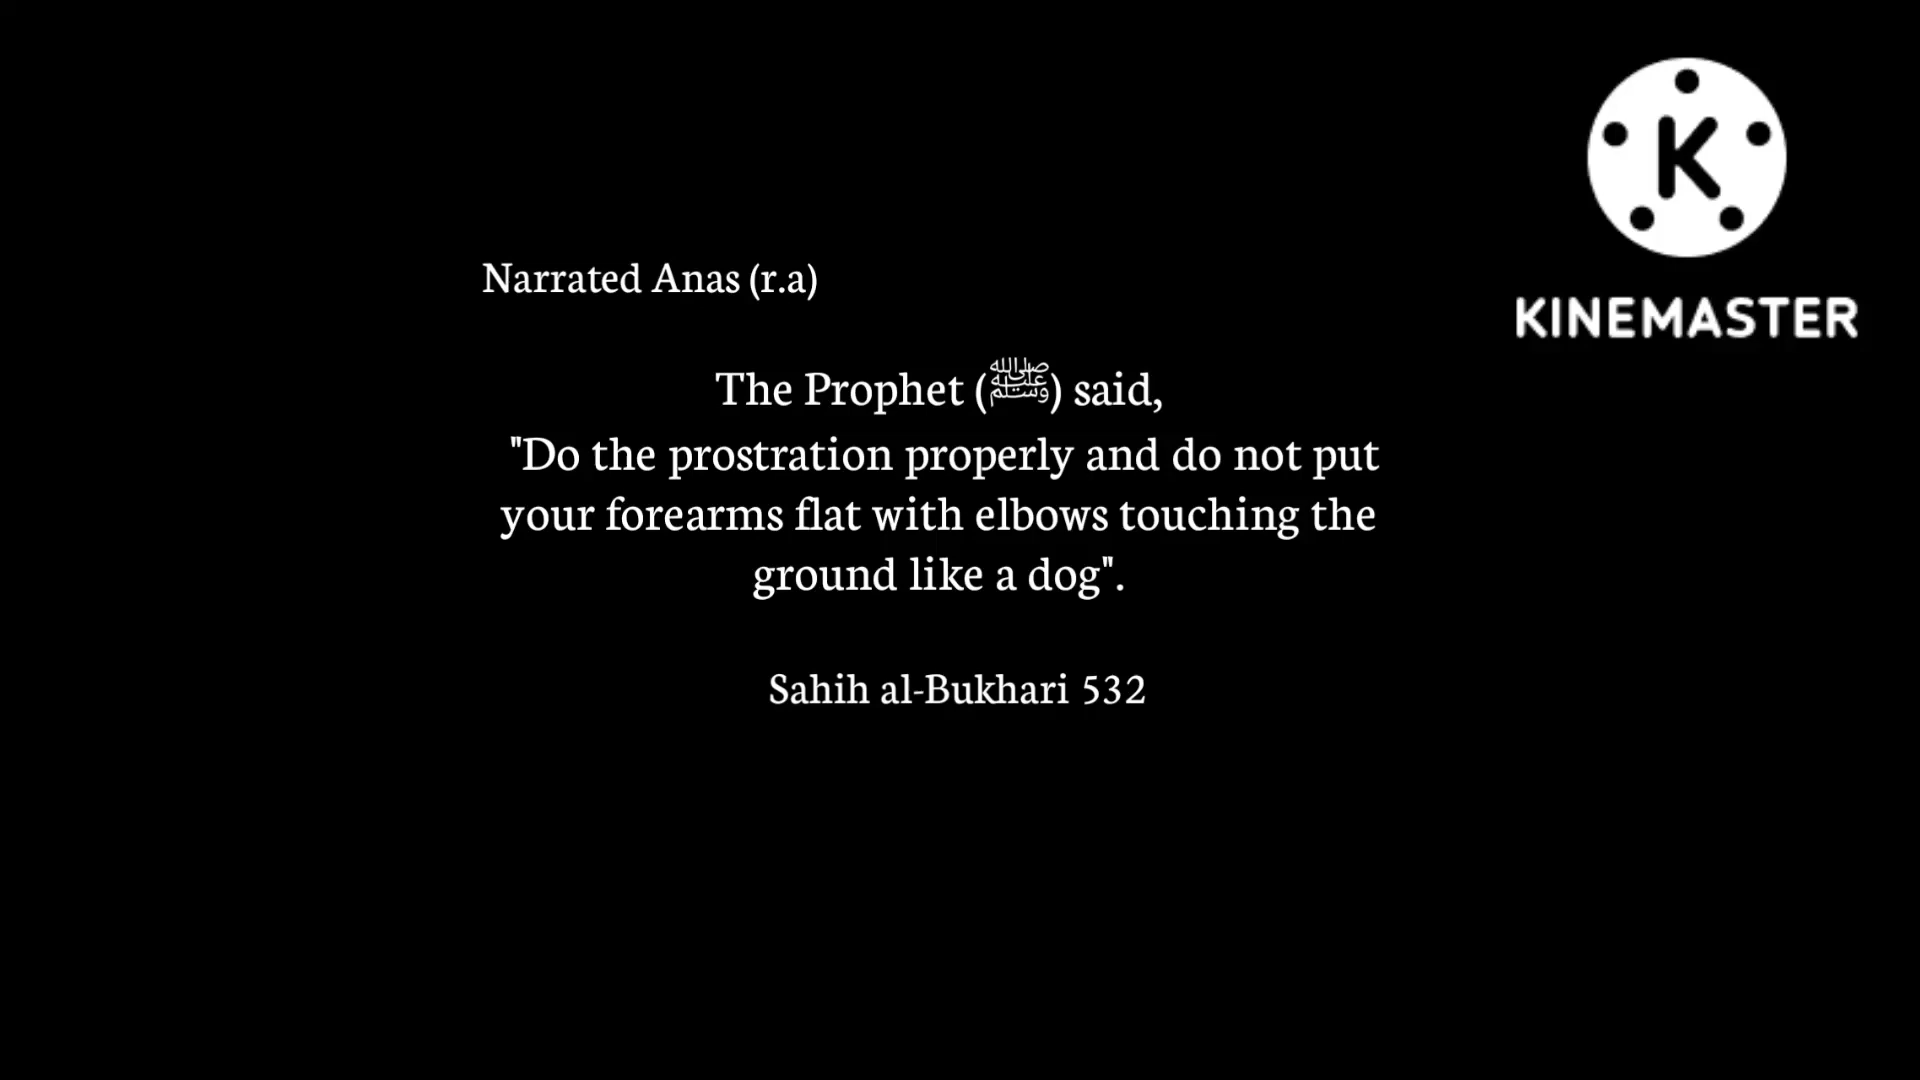 K
KINEMASTER
Narrated Anas (r.a)
The Prophet (ﷺ) said,
"Do the prostration properly and do not put
your forearms flat with elbows touching the
ground like a dog".
Sahih al-Bukhari 532